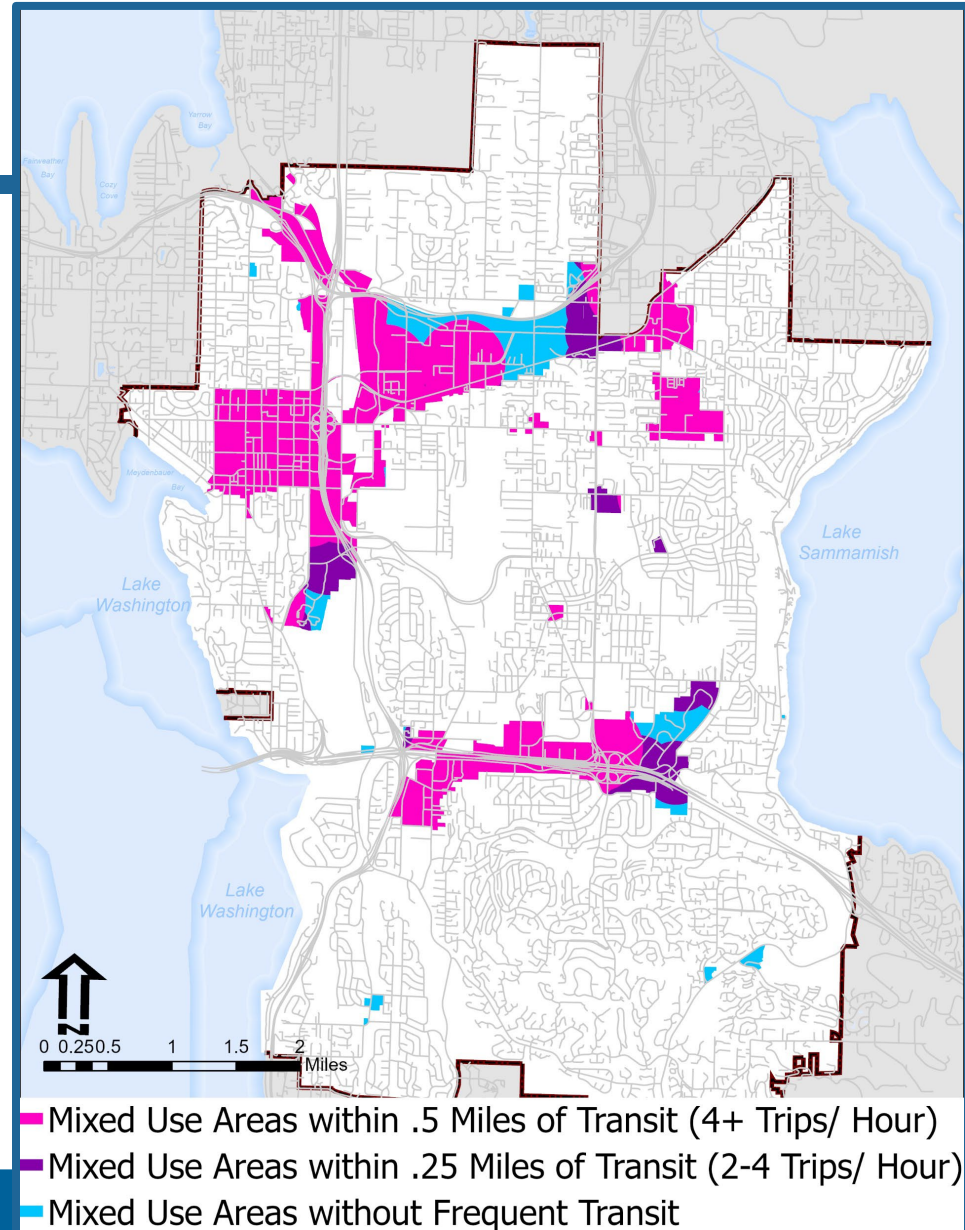 Yarrow
Bay
Fairweather
Bay
Cozy
Cove
Meydenbauer
Bay
Lake
Sammamish
Lake
Washington
Lake
Washington
N
0 0.25 0.5 1 1.5 2
Miles
Mixed Use Areas within .5 Miles of Transit (4+ Trips/ Hour)
Mixed Use Areas within .25 Miles of Transit (2-4 Trips/ Hour)
Mixed Use Areas without Frequent Transit